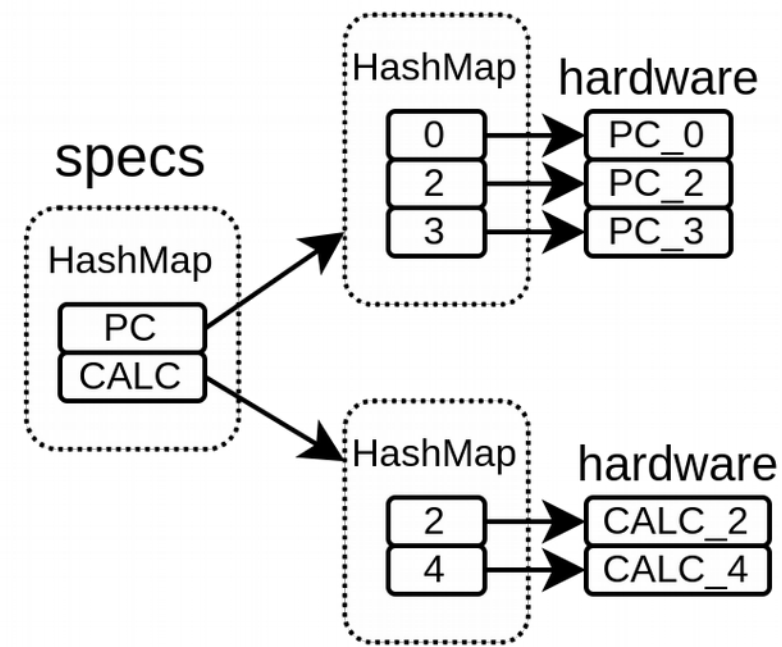 specs
HashMap
PC
CALC
HashMap
hardware
0
PC_0
2
PC_2
3
PC_3
HashMap
hardware
2
CALC_2
4
CALC_4